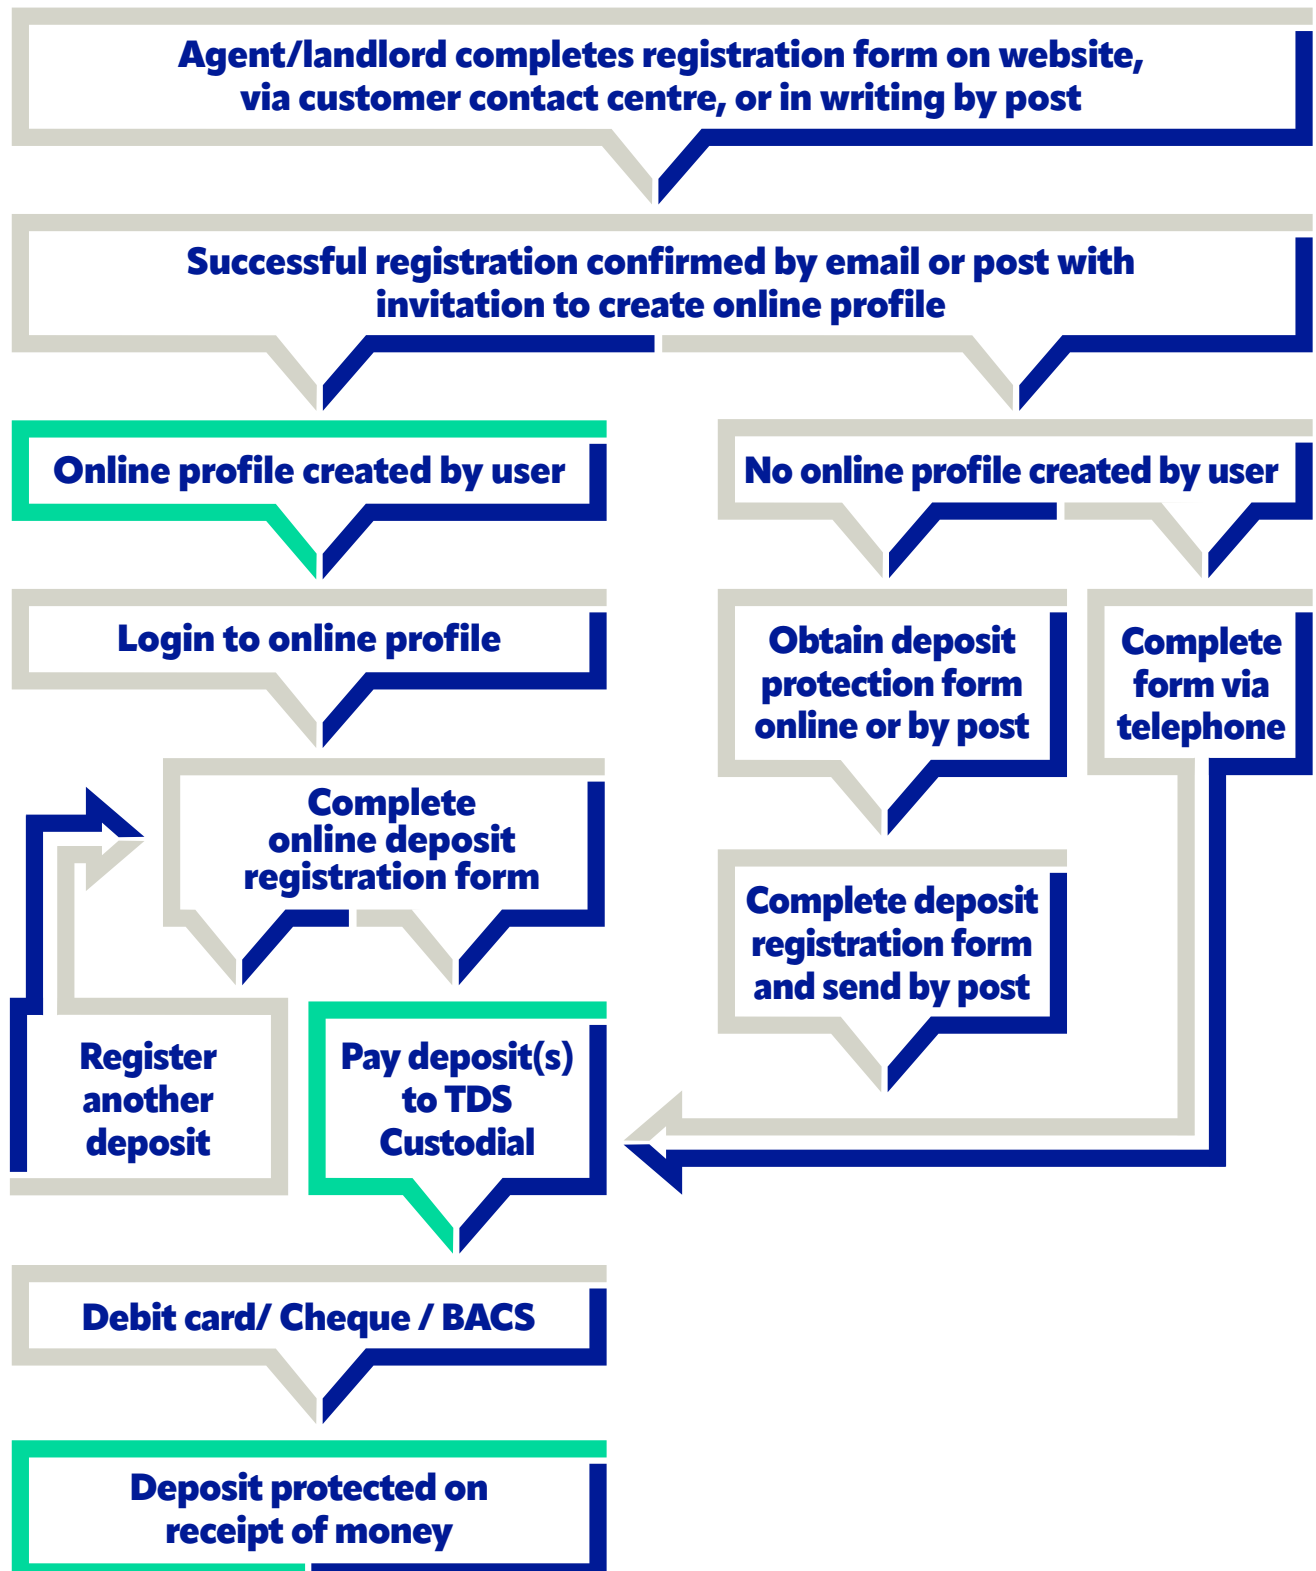 Agent/landlord completes registration form on website,
via customer contact centre, or in writing by post
Successful registration confirmed by email or post with
invitation to create online profile
Online profile created by user
No online profile created by user
Login to online profile
Obtain deposit
protection form
online or by post
Complete
form via
telephone
Complete
online deposit
registration form
Complete deposit
registration form
and send by post
Register
another
deposit
Pay deposit(s)
to TDS
Custodial
Debit card/ Cheque / BACS
Deposit protected on
receipt of money